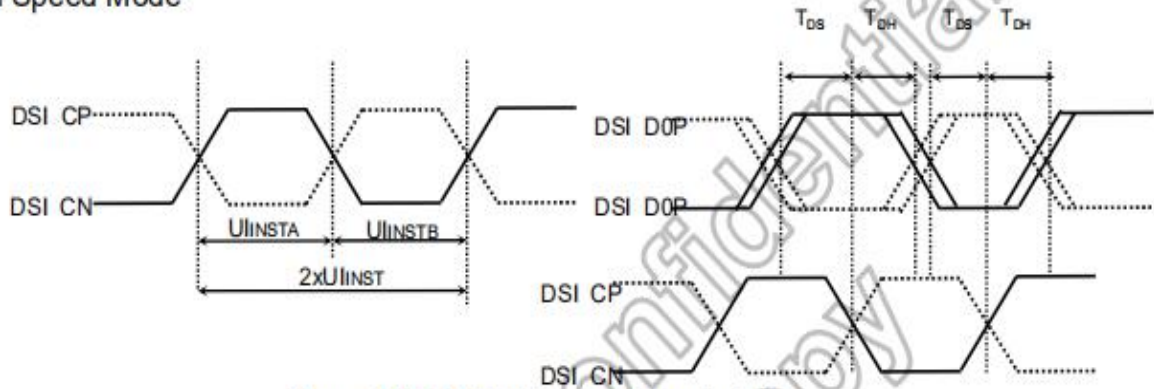 Speed Mode
DSI CP
DSI CN
UIINSTA
UIINSTB
2xUIINST
TDS
TDH
TDS
TDH
DSI D0P
DSI D0P
DSI CP
DSI CN